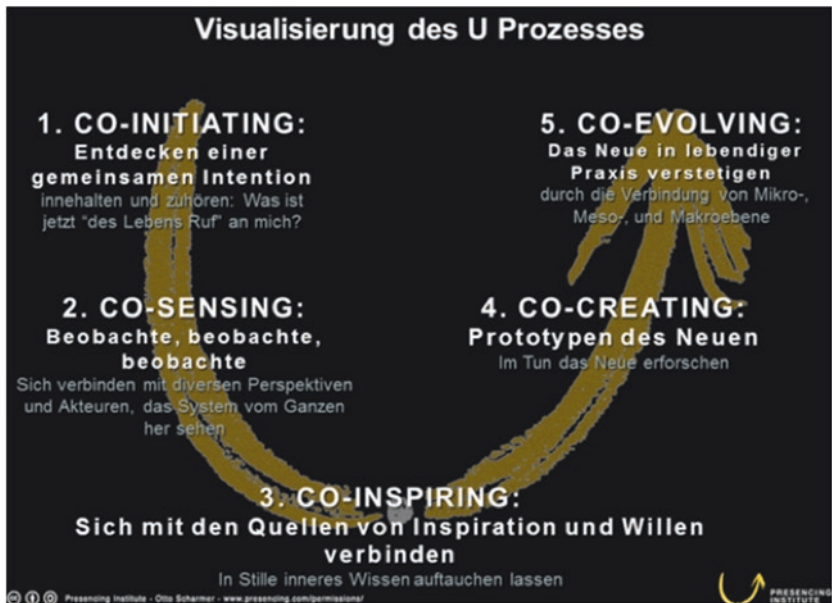 Visualisierung des U Prozesses
1. CO-INITIATING:
Entdecken einer
gemeinsamen Intention
innehalten und zuhören: Was ist
jetzt "des Lebens Ruf" an mich?
2. CO-SENSING:
Beobachte, beobachte,
beobachte
Sich verbinden mit diversen Perspektiven
und Akteuren, das System vom Ganzen
her sehen
3. CO-INSPIRING:
Sich mit den Quellen von Inspiration und Willen
verbinden
In Stille inneres Wissen auftauchen lassen
4. CO-CREATING:
Prototypen des Neuen
Im Tun das Neue erforschen
5. CO-EVOLVING:
Das Neue in lebendiger
Praxis verstetigen
durch die Verbindung von Mikro-,
Meso-, und Makroebene
Presencing Institute - Otto Scharmer - www.presencing.com/permissions/
PRESENCING
INSTITUTE